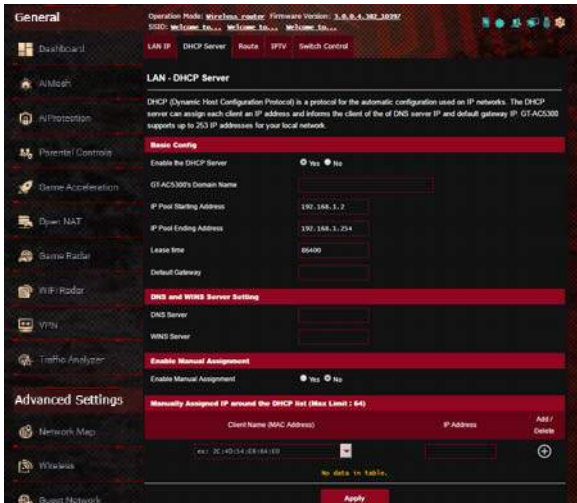 General
Operation Mode: Wireless router Firmware Version: 3.0.0.4.382_10397
SSID: Welcome to... Welcome to... Welcome to...
LAN IP DHCP Server Route IPTV Switch Control
Dashboard
AiMesh
AiProtection
Parental Controls
Game Acceleration
Open NAT
Game Radar
WiFi Radar
VPN
Traffic Analyzer
Advanced Settings
Network Map
Wireless
Guest Network
LAN - DHCP Server
DHCP (Dynamic Host Configuration Protocol) is a protocol for the automatic configuration used on IP networks. The DHCP
server can assign each client an IP address and informs the client of the of DNS server IP and default gateway IP. GT-AC5300
supports up to 253 IP addresses for your local network.
Basic Config
Enable the DHCP Server Yes No
GT-AC5300's Domain Name
IP Pool Starting Address 192.168.1.2
IP Pool Ending Address 192.168.1.254
Lease time 86400
Default Gateway
DNS and WINS Server Setting
DNS Server
WINS Server
Enable Manual Assignment
Enable Manual Assignment Yes No
Manually Assigned IP around the DHCP list (Max Limit : 64)
Client Name (MAC Address) IP Address Add / Delete
ex: 2C:4D:54:E8:64:E0
No data in table.
Apply